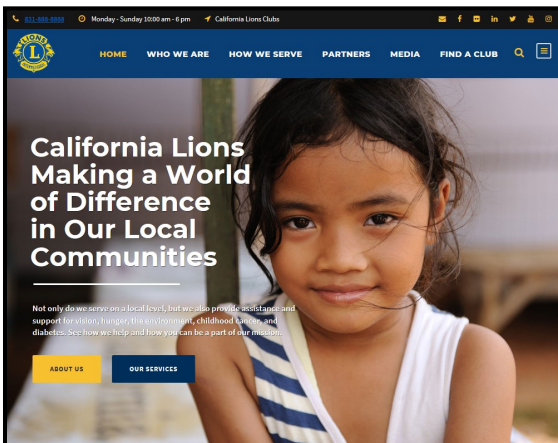 Monday - Sunday 10:00 am - 6 pm
California Lions Clubs
LIONS
L
INTERNATIONAL
HOME
WHO WE ARE
HOW WE SERVE
PARTNERS
MEDIA
FIND A CLUB
California Lions
Making a World
of Difference
in Our Local
Communities
Not only do we serve on a local level, but we also provide assistance and
support for vision, hunger, the environment, childhood cancer, and
diabetes. See how we help and how you can be a part of our mission.
ABOUT US
OUR SERVICES